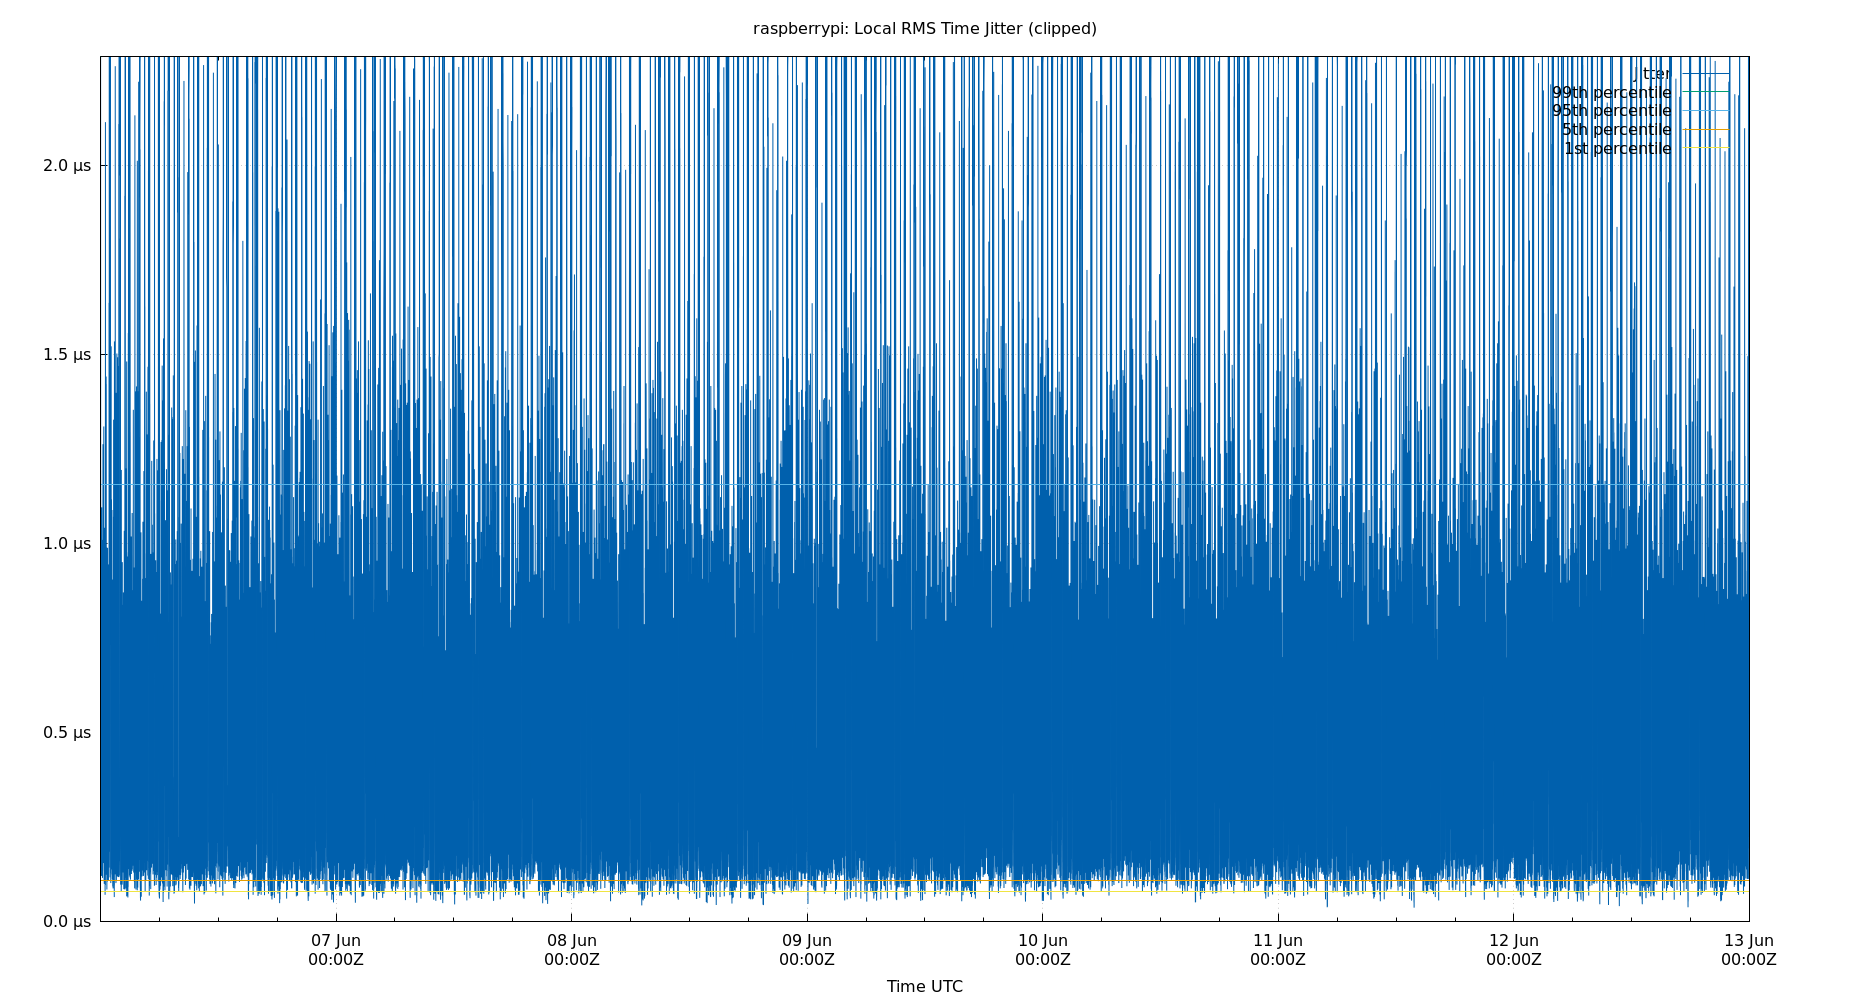 raspberrypi: Local RMS Time Jitter (clipped)
jitter
99th percentile
95th percentile
5th percentile
1st percentile
2.0 µs
1.5 µs
1.0 µs
0.5 µs
0.0 µs
07 Jun 08 Jun 09 Jun 10 Jun 11 Jun 12 Jun 13 Jun
00:00Z 00:00Z 00:00Z 00:00Z 00:00Z 00:00Z 00:00Z
Time UTC